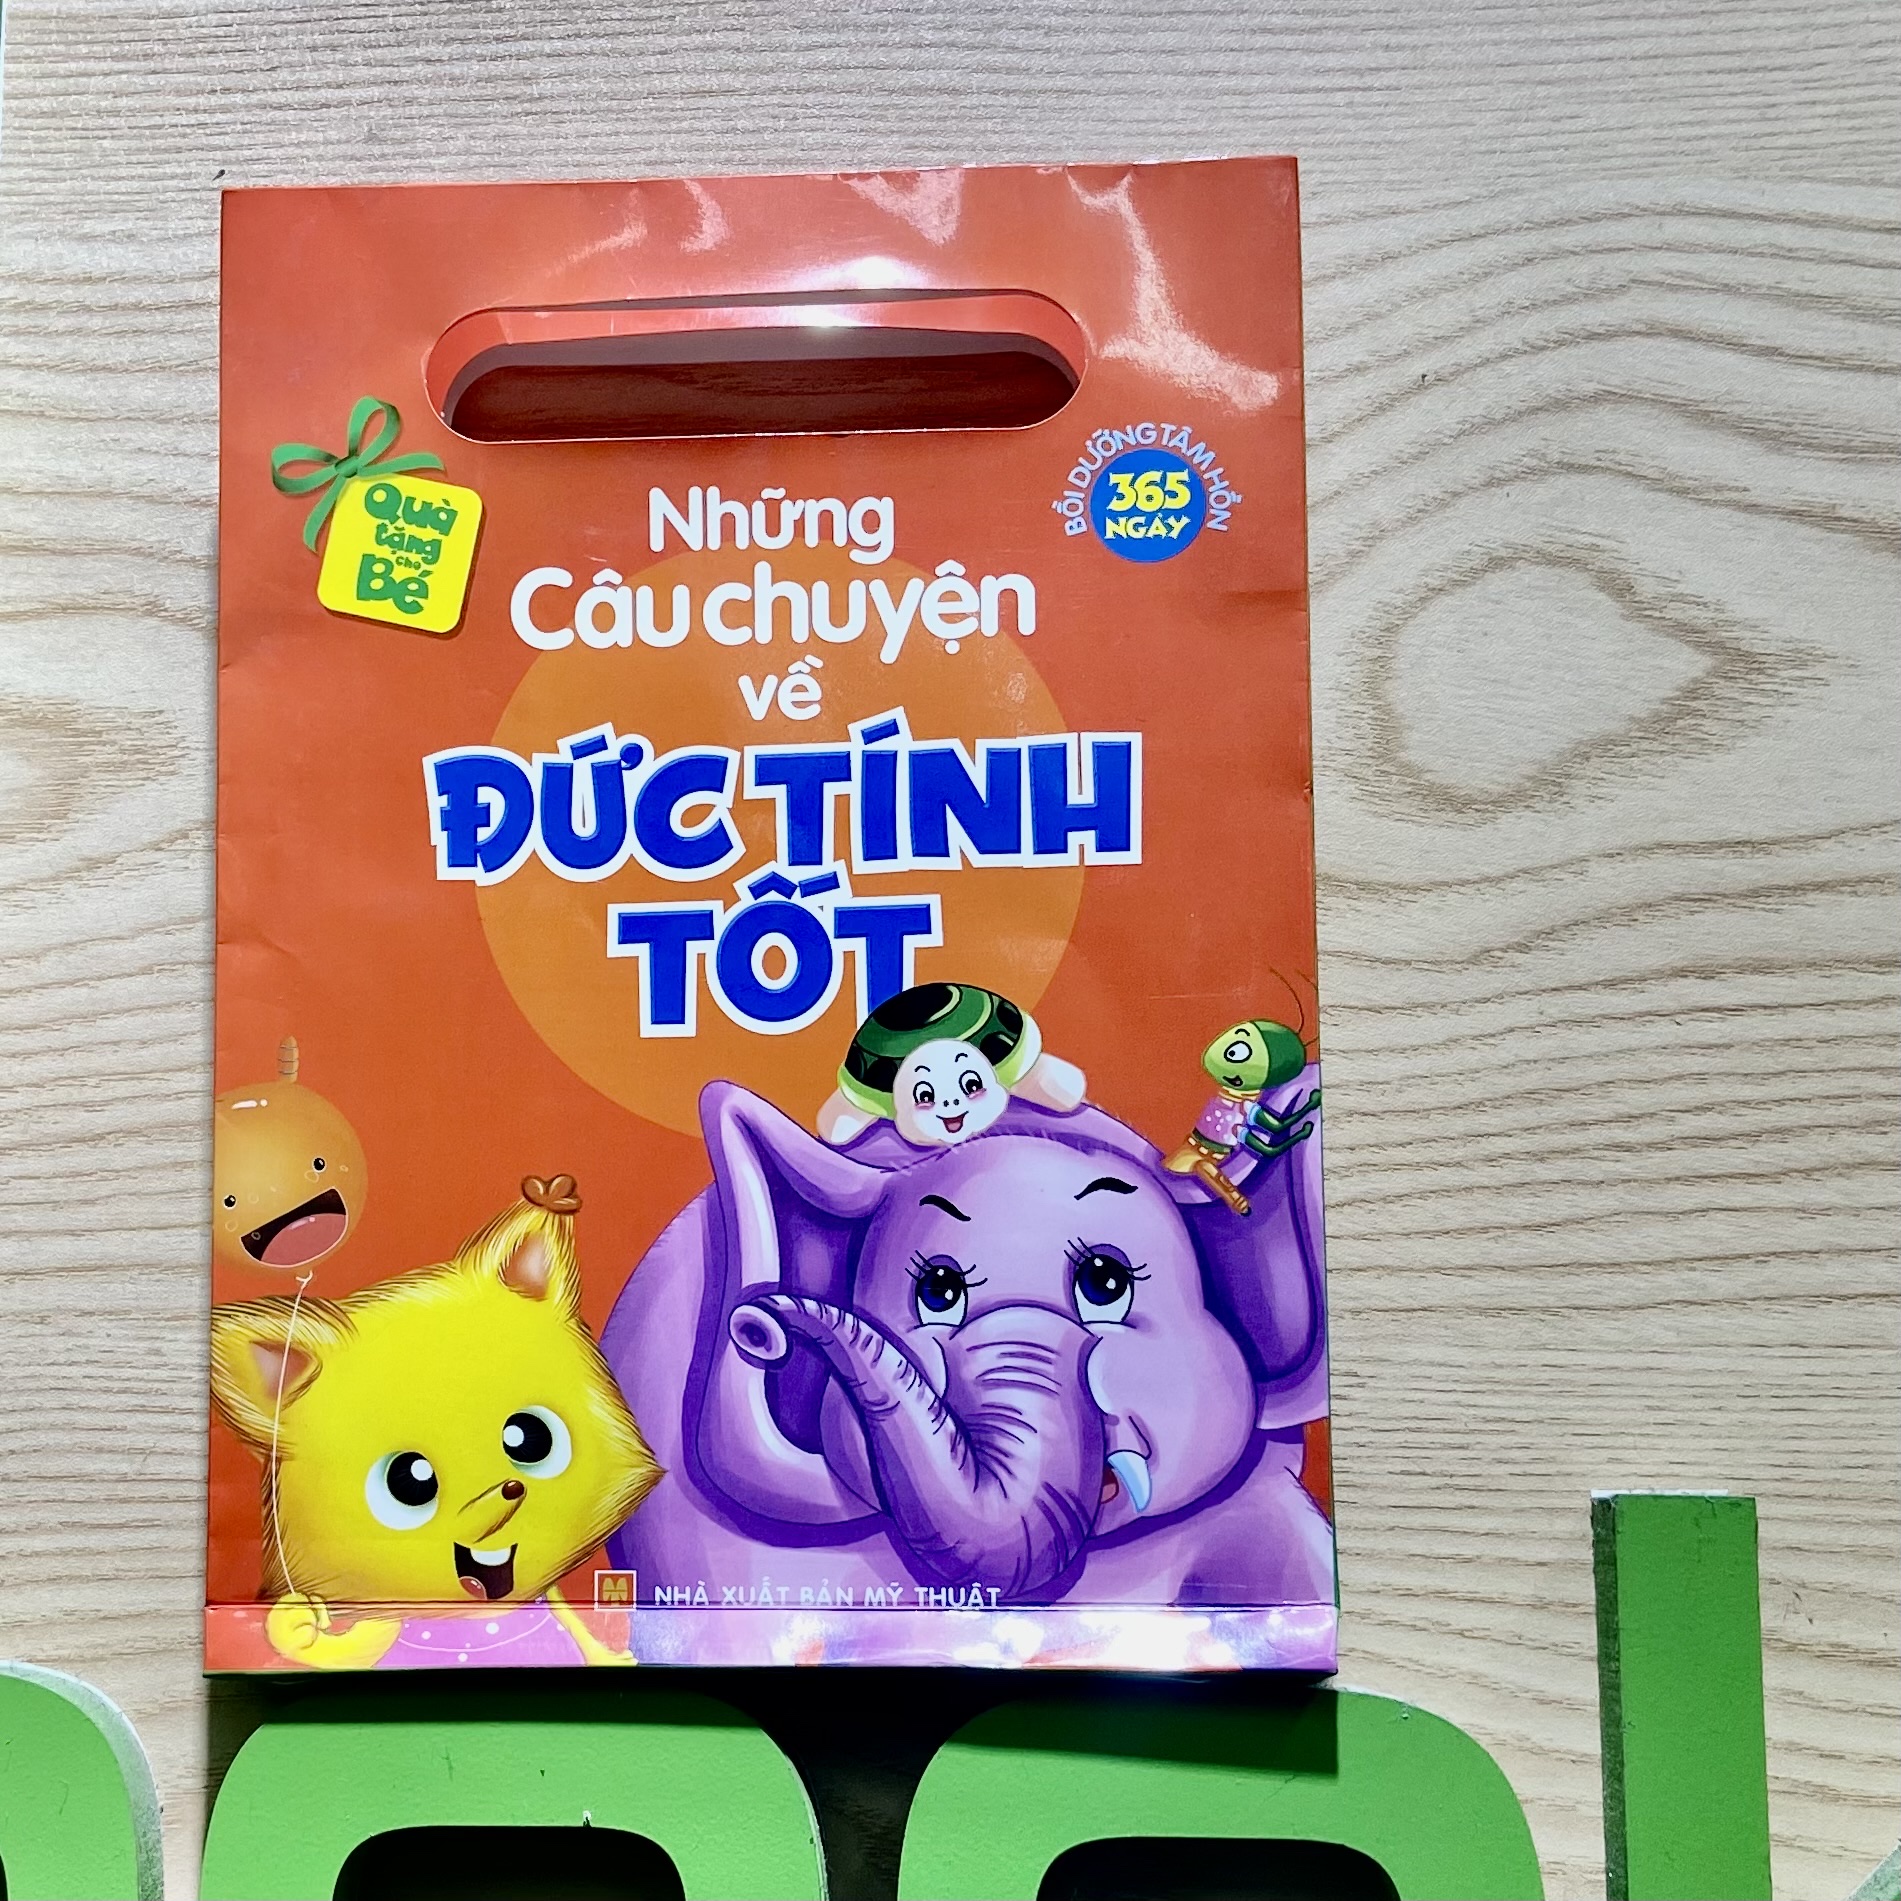 BỒI DƯỠNG TÂM HỒN
365
NGÀY
Quà
tặng
cho
Bé
Những
Câu chuyện
về
ĐỨC TÍNH
TỐT
NHÀ XUẤT BẢN MỸ THUẬT